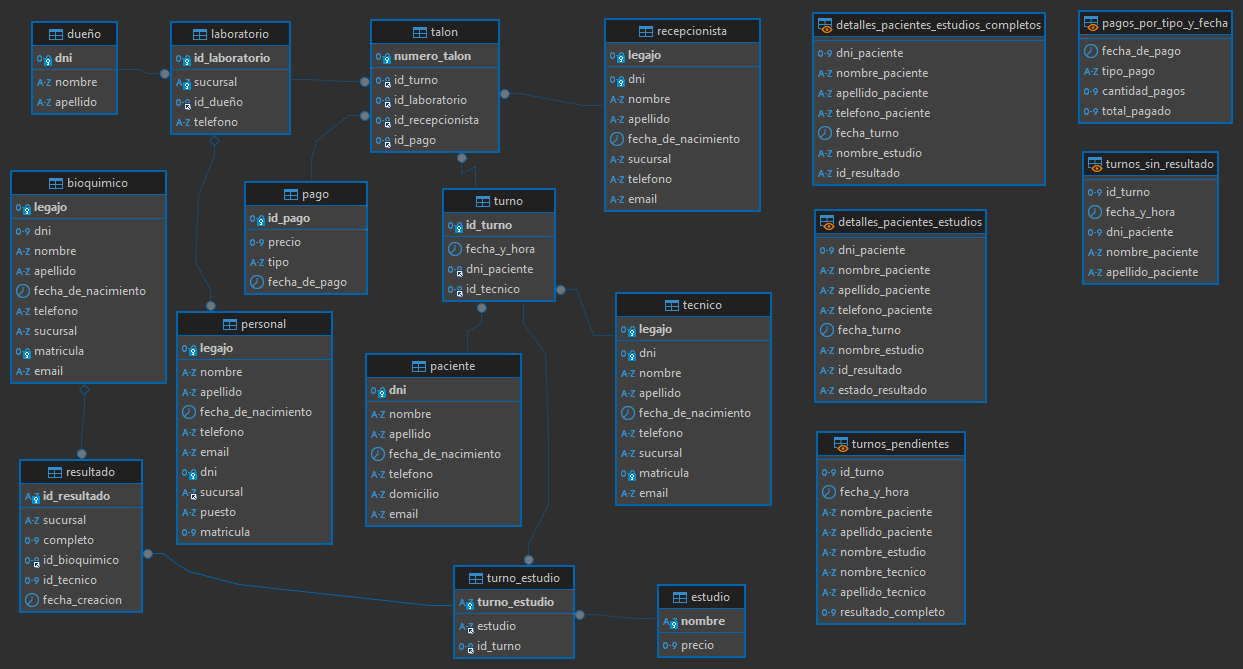 dueño
dni
nombre
apellido
laboratorio
id_laboratorio
sucursal
id_dueño
telefono
talon
numero_talon
id_turno
id_laboratorio
id_recepcionista
id_pago
recepcionista
legajo
dni
nombre
apellido
fecha_de_nacimiento
sucursal
telefono
email
detalles_pacientes_estudios_completos
dni_paciente
nombre_paciente
apellido_paciente
telefono_paciente
fecha_turno
nombre_estudio
id_resultado
pagos_por_tipo_y_fecha
fecha_de_pago
tipo_pago
cantidad_pagos
total_pagado
bioquimico
legajo
dni
nombre
apellido
fecha_de_nacimiento
telefono
sucursal
matricula
email
pago
id_pago
precio
tipo
fecha_de_pago
turno
id_turno
fecha_y_hora
dni_paciente
id_tecnico
turnos_sin_resultado
id_turno
fecha_y_hora
dni_paciente
nombre_paciente
apellido_paciente
detalles_pacientes_estudios
dni_paciente
nombre_paciente
apellido_paciente
telefono_paciente
fecha_turno
nombre_estudio
id_resultado
estado_resultado
personal
legajo
nombre
apellido
fecha_de_nacimiento
telefono
email
dni
sucursal
puesto
matricula
paciente
dni
nombre
apellido
fecha_de_nacimiento
telefono
domicilio
email
tecnico
legajo
dni
nombre
apellido
fecha_de_nacimiento
telefono
sucursal
matricula
email
turnos_pendientes
id_turno
fecha_y_hora
nombre_paciente
apellido_paciente
nombre_estudio
nombre_tecnico
apellido_tecnico
resultado_completo
resultado
id_resultado
sucursal
completo
id_bioquimico
id_tecnico
fecha_creacion
turno_estudio
turno_estudio
estudio
id_turno
estudio
nombre
precio